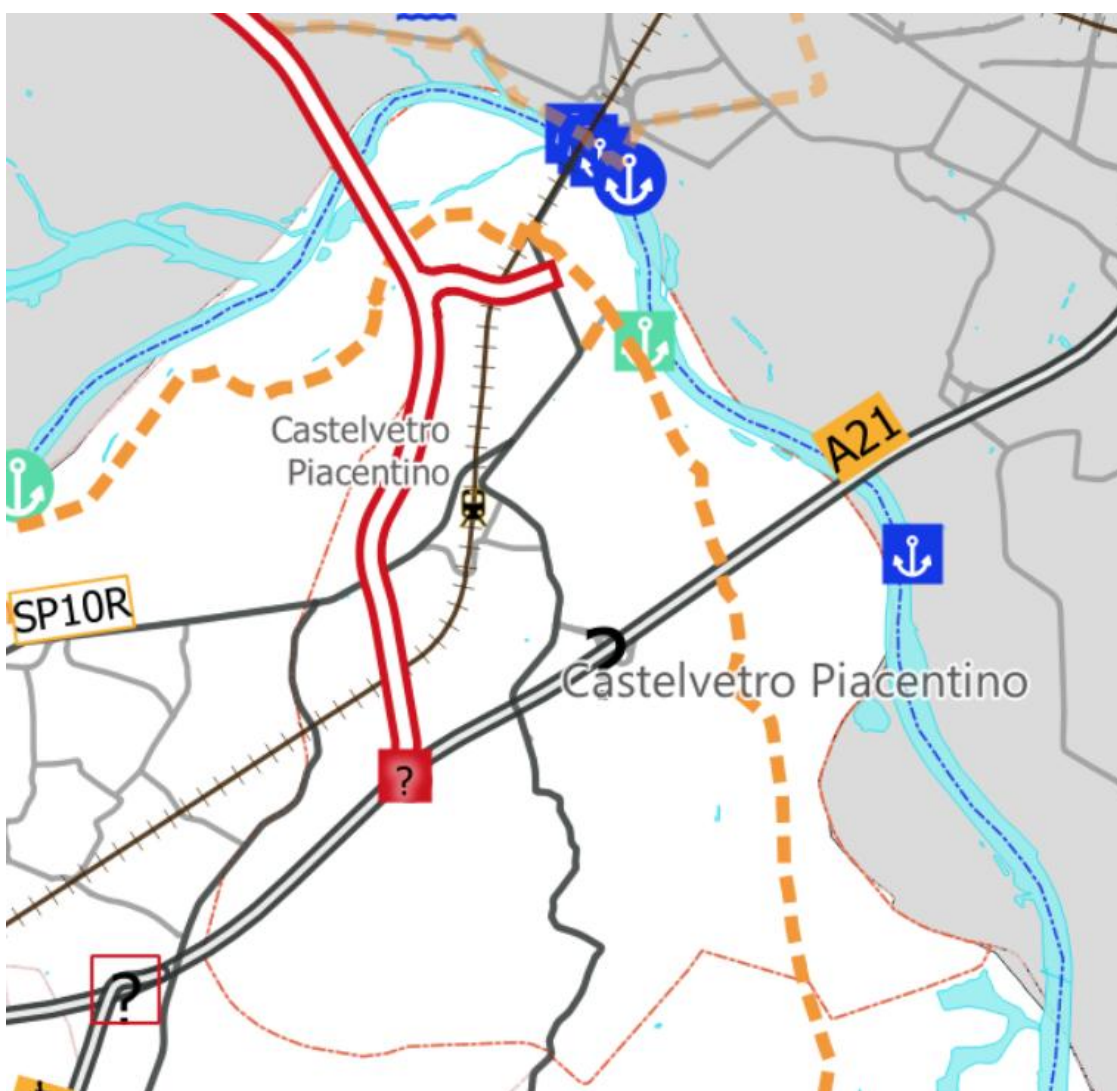 Castelvetro
Piacentino
A21
SP10R
?
Castelvetro Piacentino
?
?